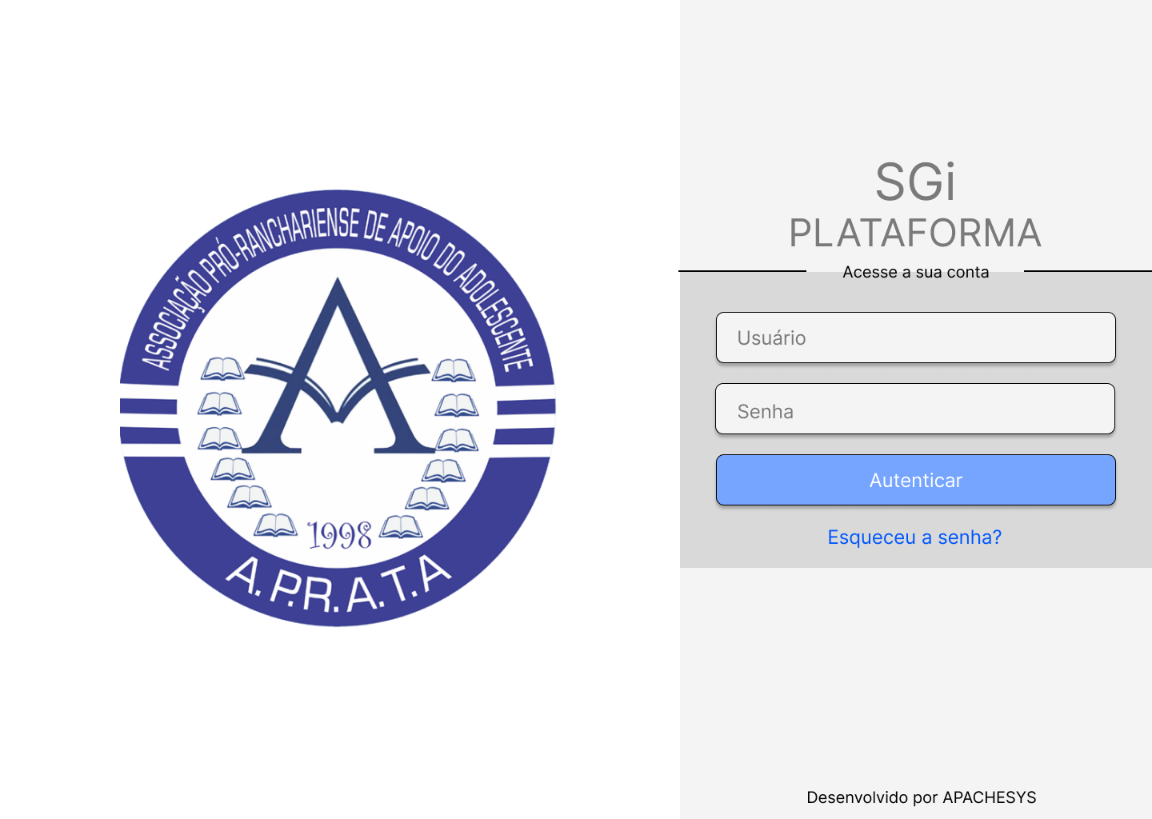 ASSOCIAÇÃO PRÓ-RANCHARIENSE DE APOIO DO ADOLESCENTE
1998
A.P.R.A.T.A
SGi
PLATAFORMA
Acesse a sua conta
Usuário
Senha
Autenticar
Esqueceu a senha?
Desenvolvido por APACHESYS